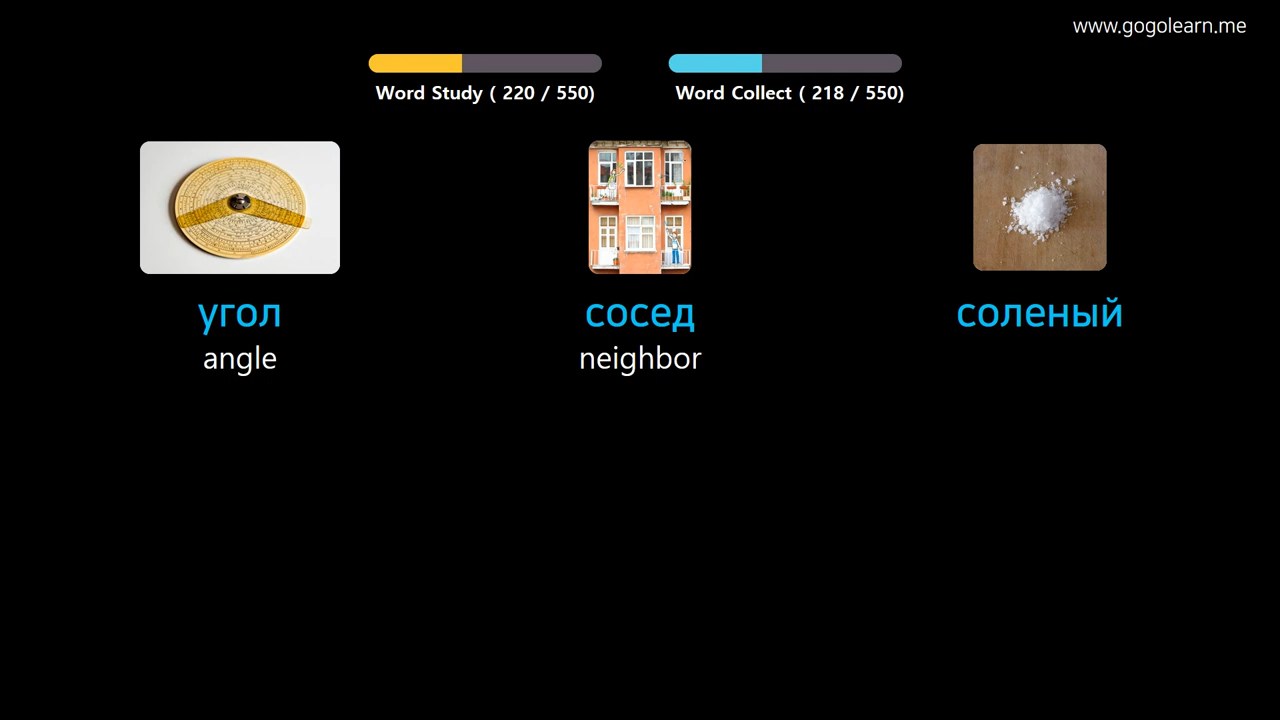 www.gogolearn.me
Word Study ( 220 / 550)
Word Collect ( 218 / 550)
угол
сосед
соленый
angle
neighbor